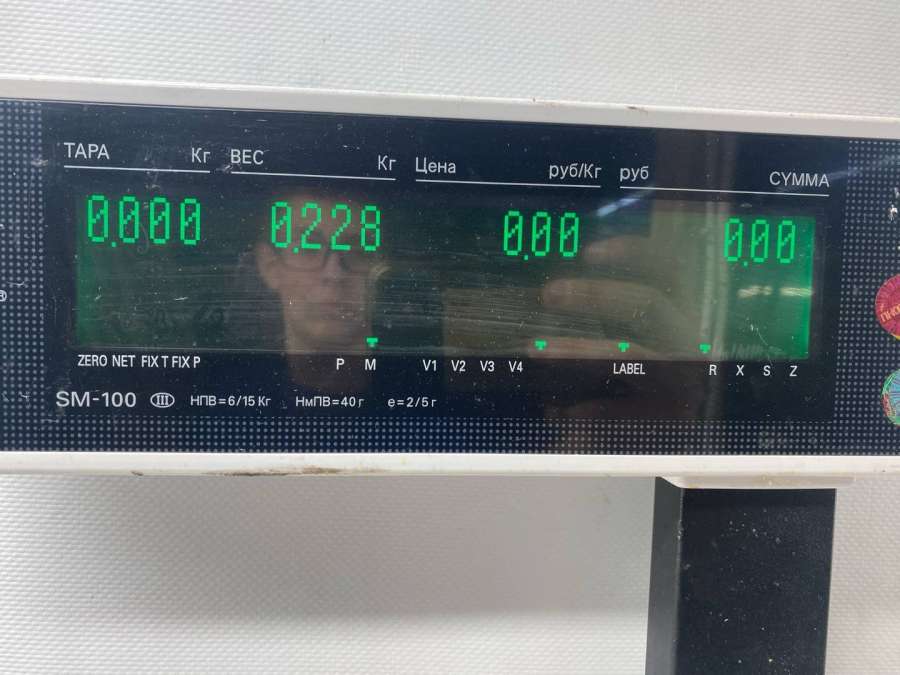 ТАРА Кг ВЕС Кг Цена руб/Кг руб СУММА
0.000 0.228 0.00 0.00
ZERO NET FIX T FIX P P M V1 V2 V3 V4 LABEL R X S Z
SM-100 III НПВ=6/15 Кг НмПВ=40 г e=2/5 г